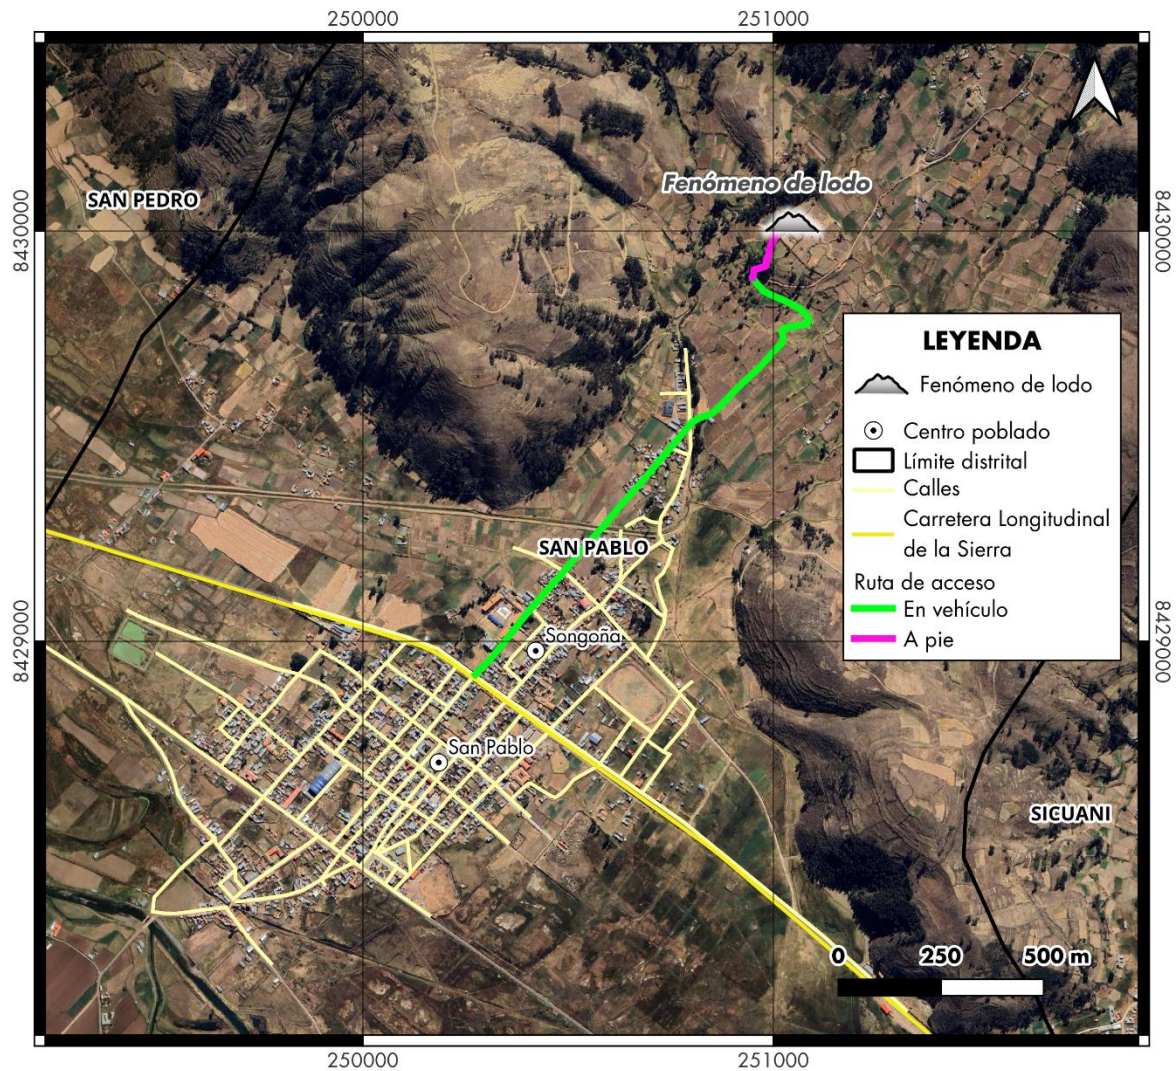 250000
251000
Fenómeno de lodo
SAN PEDRO
8430000
8430000
LEYENDA
Fenómeno de lodo
Centro poblado
Límite distrital
Calles
Carretera Longitudinal
de la Sierra
Ruta de acceso
En vehículo
A pie
SAN PABLO
Songoña
8429000
8429000
San Pablo
SICUANI
0 250 500 m
250000
251000